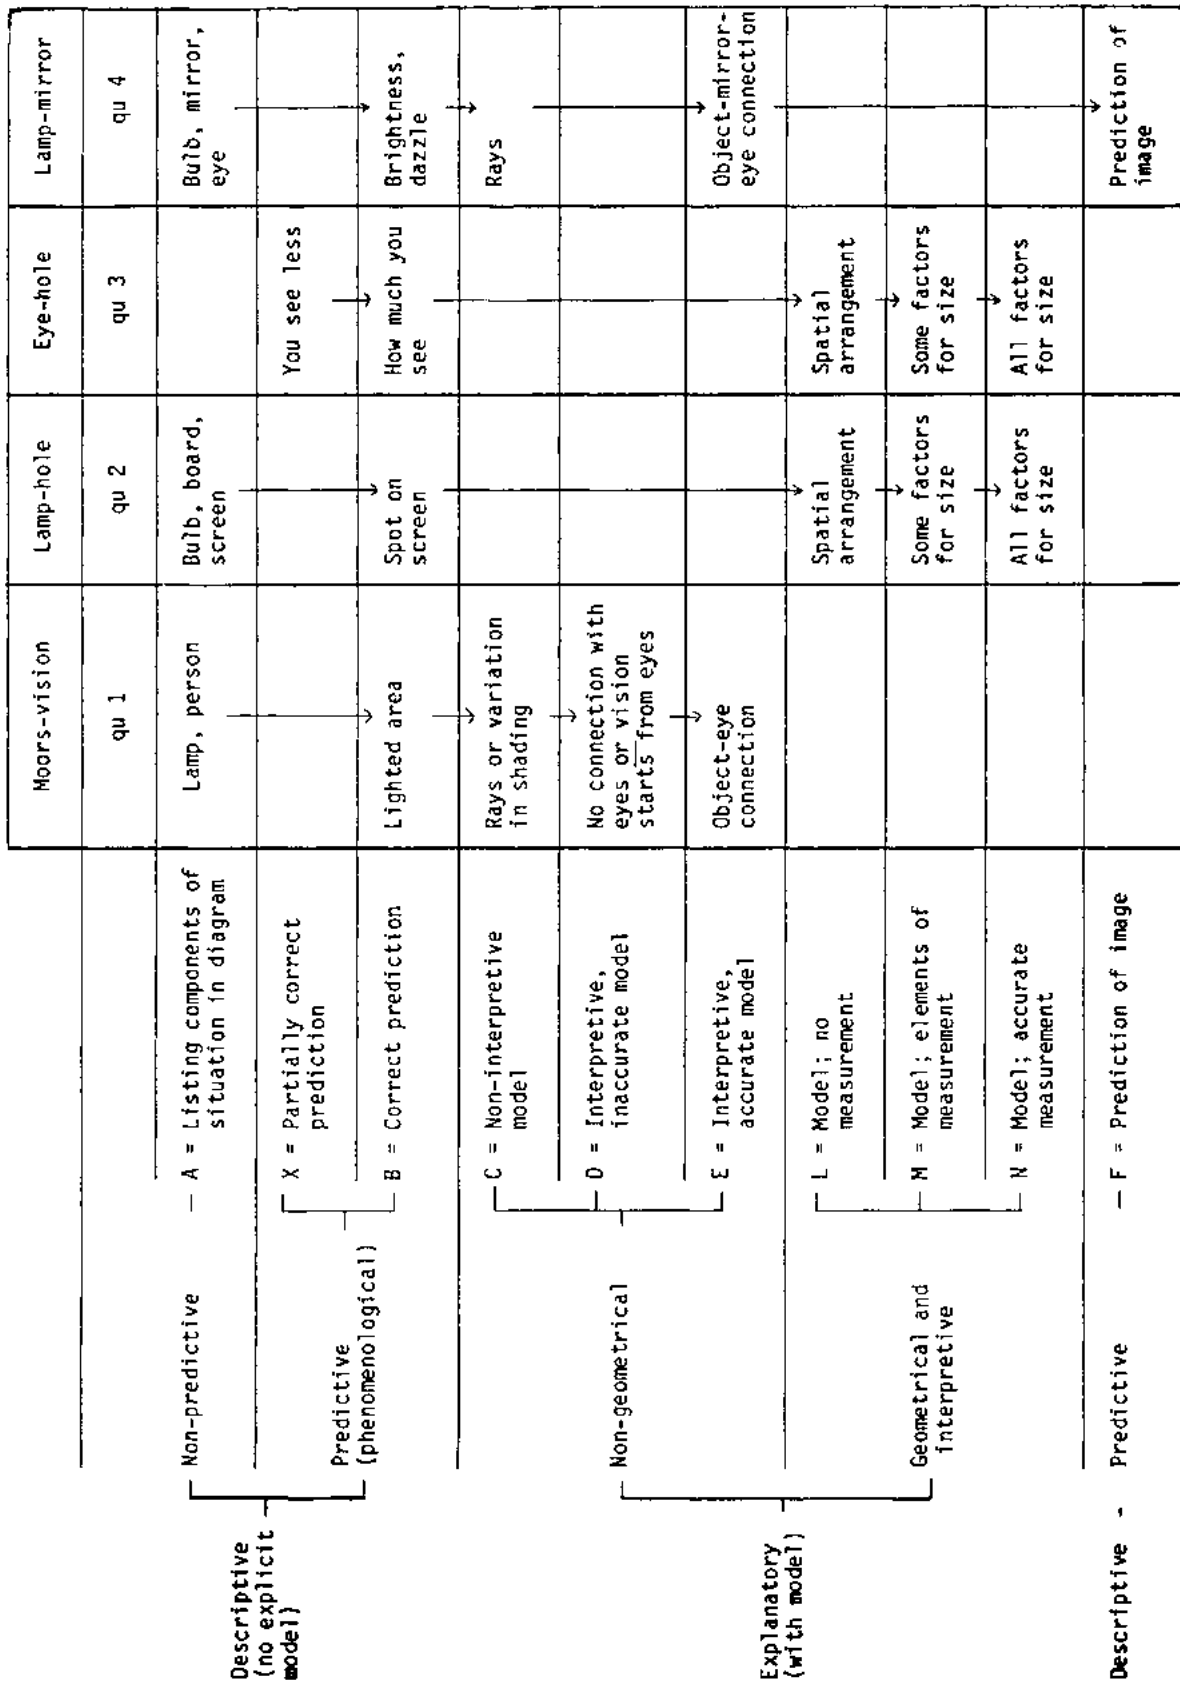 Moors-vision
Lamp-hole
Eye-hole
Lamp-mirror
qu 1
qu 2
qu 3
qu 4
Descriptive
(no explicit
model)
Non-predictive
A = Listing components of
situation in diagram
Lamp, person
Bulb, board,
screen
Bulb, mirror,
eye
Predictive
(phenomenological)
X = Partially correct
prediction
You see less
B = Correct prediction
Lighted area
Spot on
screen
How much you
see
Brightness,
dazzle
Explanatory
(with model)
Non-geometrical
C = Non-interpretive
model
Rays or variation
in shading
Rays
D = Interpretive,
inaccurate model
No connection with
eyes or vision
starts from eyes
E = Interpretive,
accurate model
Object-eye
connection
Object-mirror-
eye connection
Geometrical and
interpretive
L = Model; no
measurement
Spatial
arrangement
Spatial
arrangement
M = Model; elements of
measurement
Some factors
for size
Some factors
for size
N = Model; accurate
measurement
All factors
for size
All factors
for size
Descriptive - Predictive
F = Prediction of image
Prediction of
image